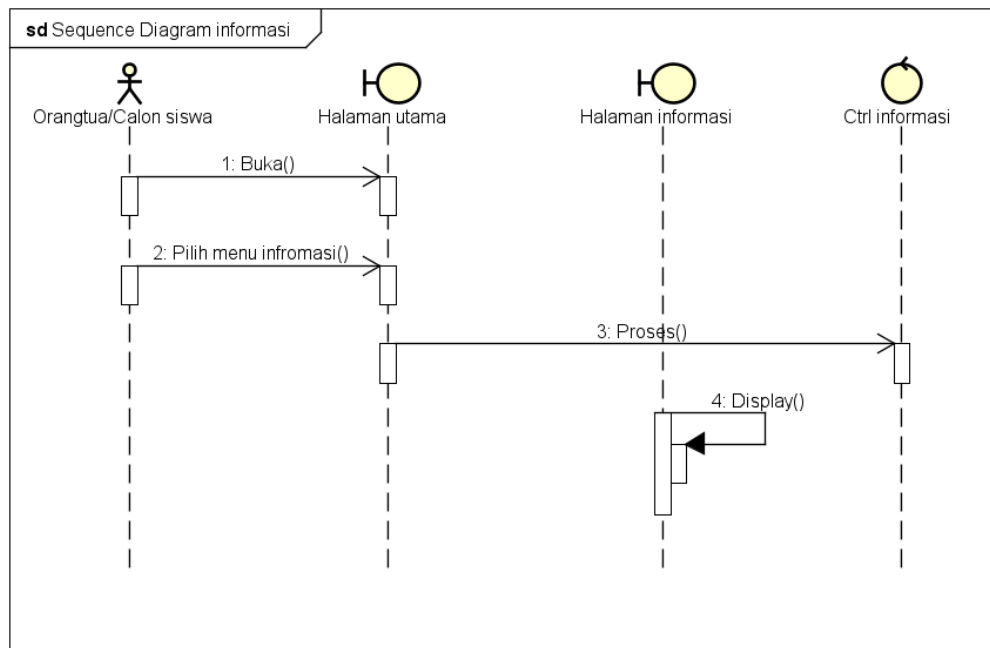 sd Sequence Diagram informasi
Orangtua/Calon siswa
Halaman utama
Halaman informasi
Ctrl informasi
1: Buka()
2: Pilih menu infromasi()
3: Proses()
4: Display()